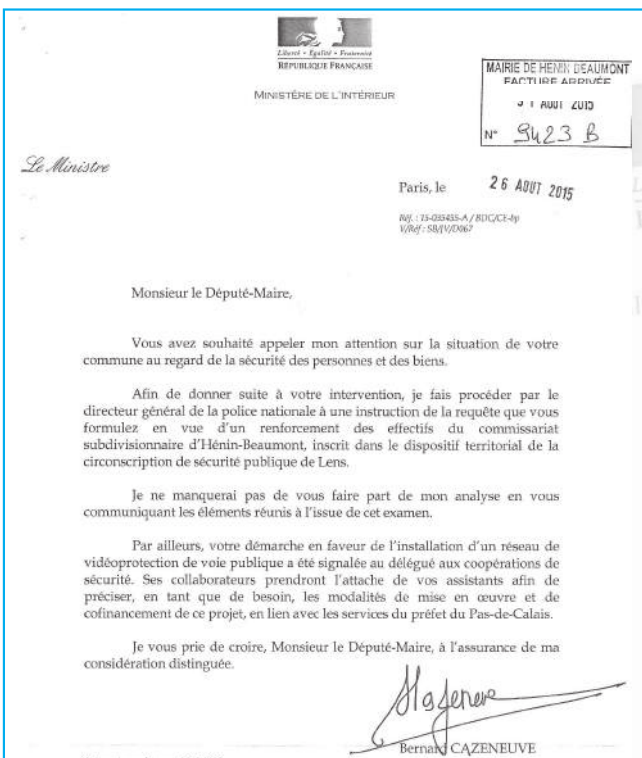 Liberté • Égalité • Fraternité
RÉPUBLIQUE FRANÇAISE
MINISTÈRE DE L'INTÉRIEUR
MAIRIE DE HENIN BEAUMONT
FACTURE ARRIVÉE
3 1 AOUT 2015
N° 9423 B
Le Ministre
Paris, le 26 AOUT 2015
Réf. : 15-035435-A / BDC/CE-bp
V/Réf : SB/JV/D067
Monsieur le Député-Maire,
Vous avez souhaité appeler mon attention sur la situation de votre
commune au regard de la sécurité des personnes et des biens.
Afin de donner suite à votre intervention, je fais procéder par le
directeur général de la police nationale à une instruction de la requête que vous
formulez en vue d'un renforcement des effectifs du commissariat
subdivisionnaire d'Hénin-Beaumont, inscrit dans le dispositif territorial de la
circonscription de sécurité publique de Lens.
Je ne manquerai pas de vous faire part de mon analyse en vous
communiquant les éléments réunis à l'issue de cet examen.
Par ailleurs, votre démarche en faveur de l'installation d'un réseau de
vidéoprotection de voie publique a été signalée au délégué aux coopérations de
sécurité. Ses collaborateurs prendront l'attache de vos assistants afin de
préciser, en tant que de besoin, les modalités de mise en œuvre et de
cofinancement de ce projet, en lien avec les services du préfet du Pas-de-Calais.
Je vous prie de croire, Monsieur le Député-Maire, à l'assurance de ma
considération distinguée.
Bernard CAZENEUVE